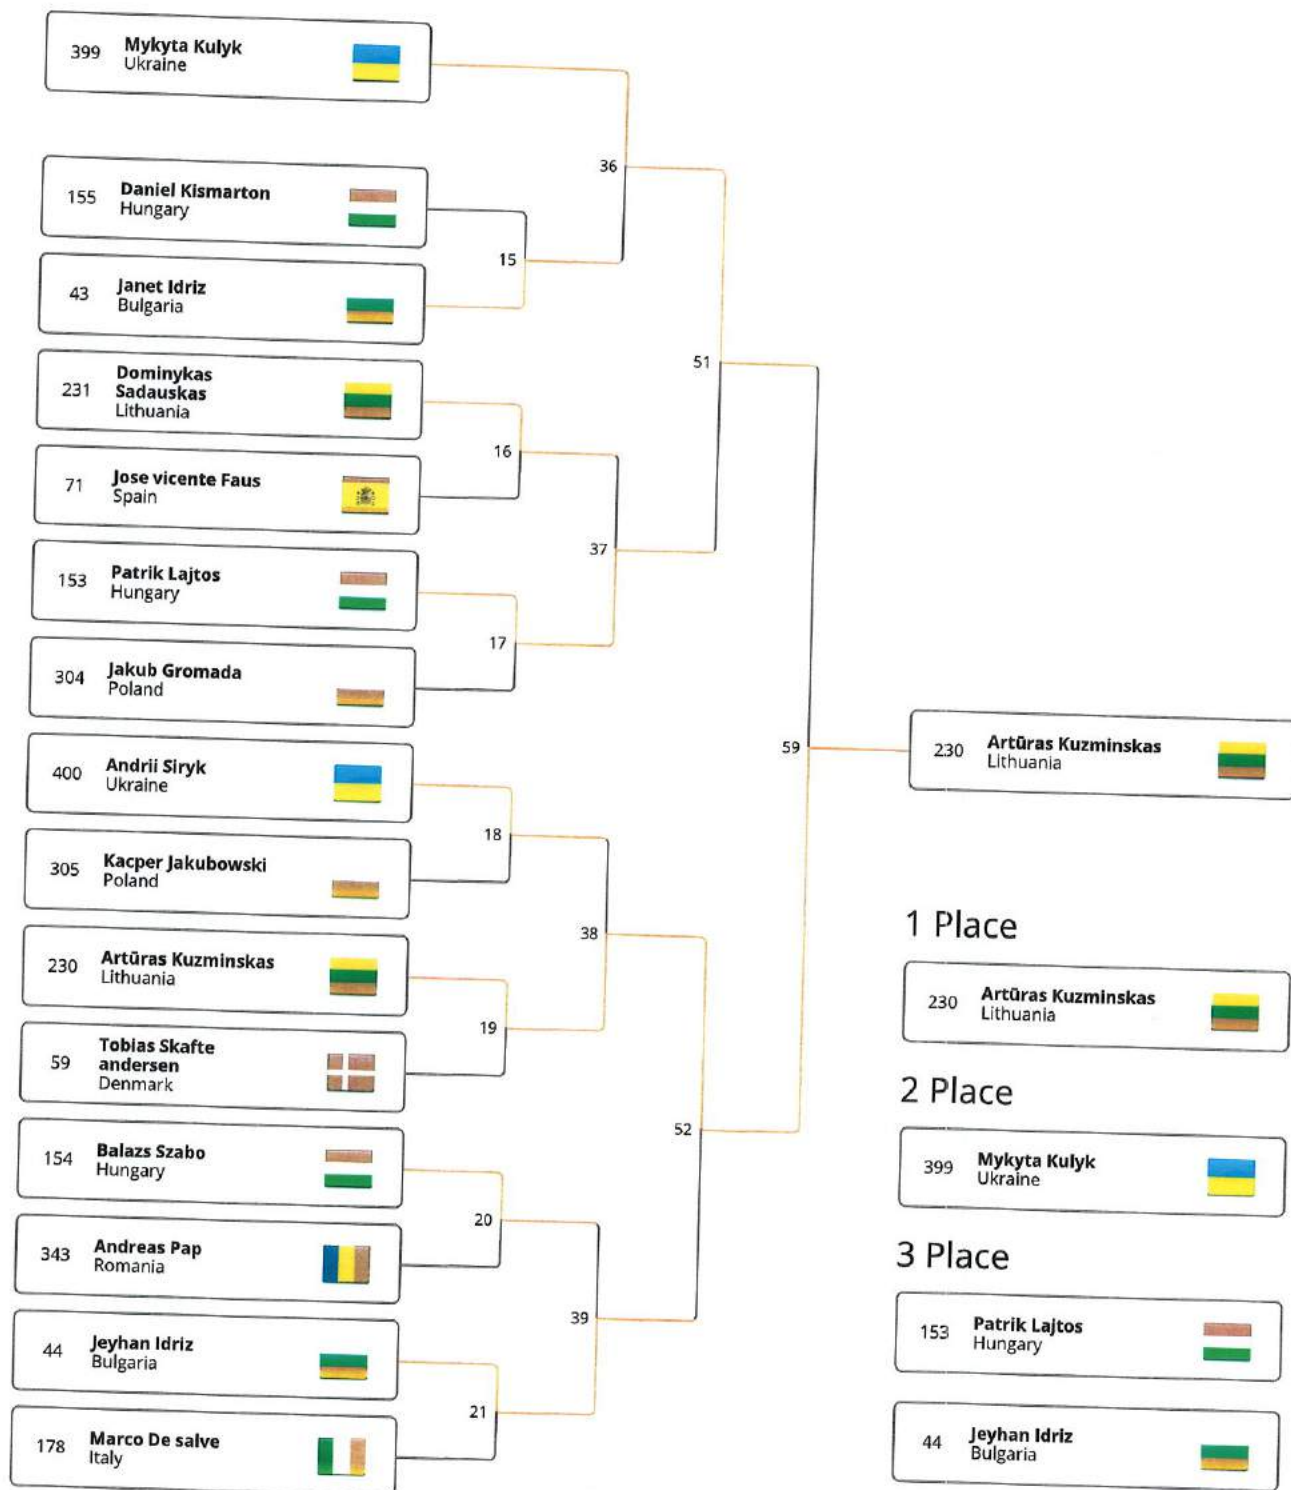 399 Mykyta Kulyk
Ukraine
155 Daniel Kismarton
Hungary
43 Janet Idriz
Bulgaria
231 Dominykas
Sadauskas
Lithuania
71 Jose vicente Faus
Spain
153 Patrik Lajtos
Hungary
304 Jakub Gromada
Poland
400 Andrii Siryk
Ukraine
305 Kacper Jakubowski
Poland
230 Artūras Kuzminskas
Lithuania
59 Tobias Skafte
andersen
Denmark
154 Balazs Szabo
Hungary
343 Andreas Pap
Romania
44 Jeyhan Idriz
Bulgaria
178 Marco De salve
Italy
15
16
17
18
19
20
21
36
37
38
39
51
52
59
230 Artūras Kuzminskas
Lithuania
1 Place
230 Artūras Kuzminskas
Lithuania
2 Place
399 Mykyta Kulyk
Ukraine
3 Place
153 Patrik Lajtos
Hungary
44 Jeyhan Idriz
Bulgaria